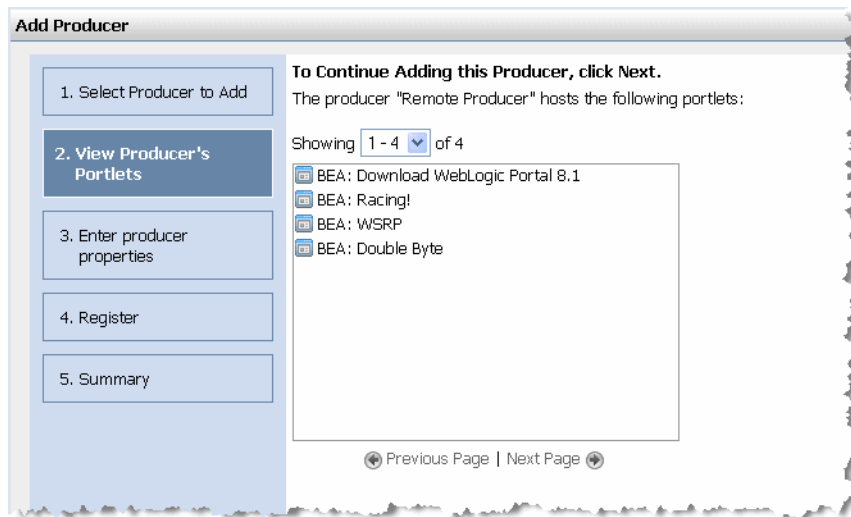 Add Producer
1. Select Producer to Add
2. View Producer's
Portlets
3. Enter producer
properties
4. Register
5. Summary
To Continue Adding this Producer, click Next.
The producer "Remote Producer" hosts the following portlets:
Showing 1 - 4 of 4
BEA: Download WebLogic Portal 8.1
BEA: Racing!
BEA: WSRP
BEA: Double Byte
Previous Page | Next Page